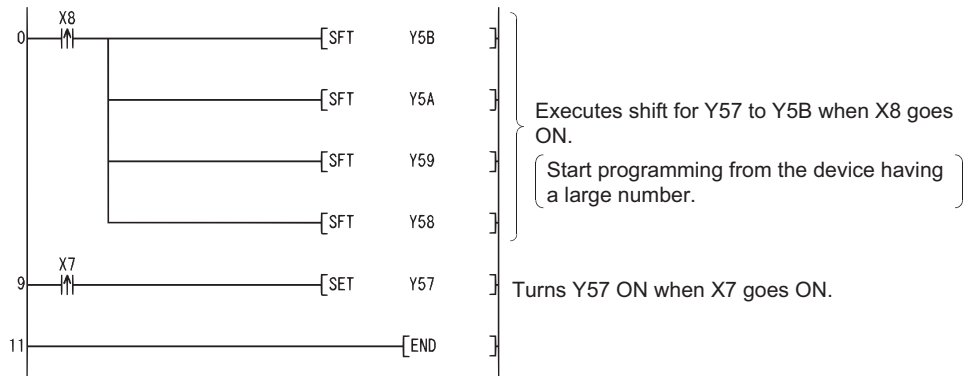 X8
0 [SFT Y5B ]
[SFT Y5A ]
[SFT Y59 ]
[SFT Y58 ]
Executes shift for Y57 to Y5B when X8 goes
ON.
Start programming from the device having
a large number.
X7
9 [SET Y57 ]
Turns Y57 ON when X7 goes ON.
11 [END ]